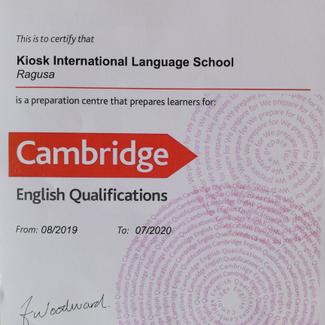 This is to certify that
Kiosk International Language School
Ragusa
is a preparation centre that prepares learners for:
Cambridge
English Qualifications
From: 08/2019 To: 07/2020
F Woodward.